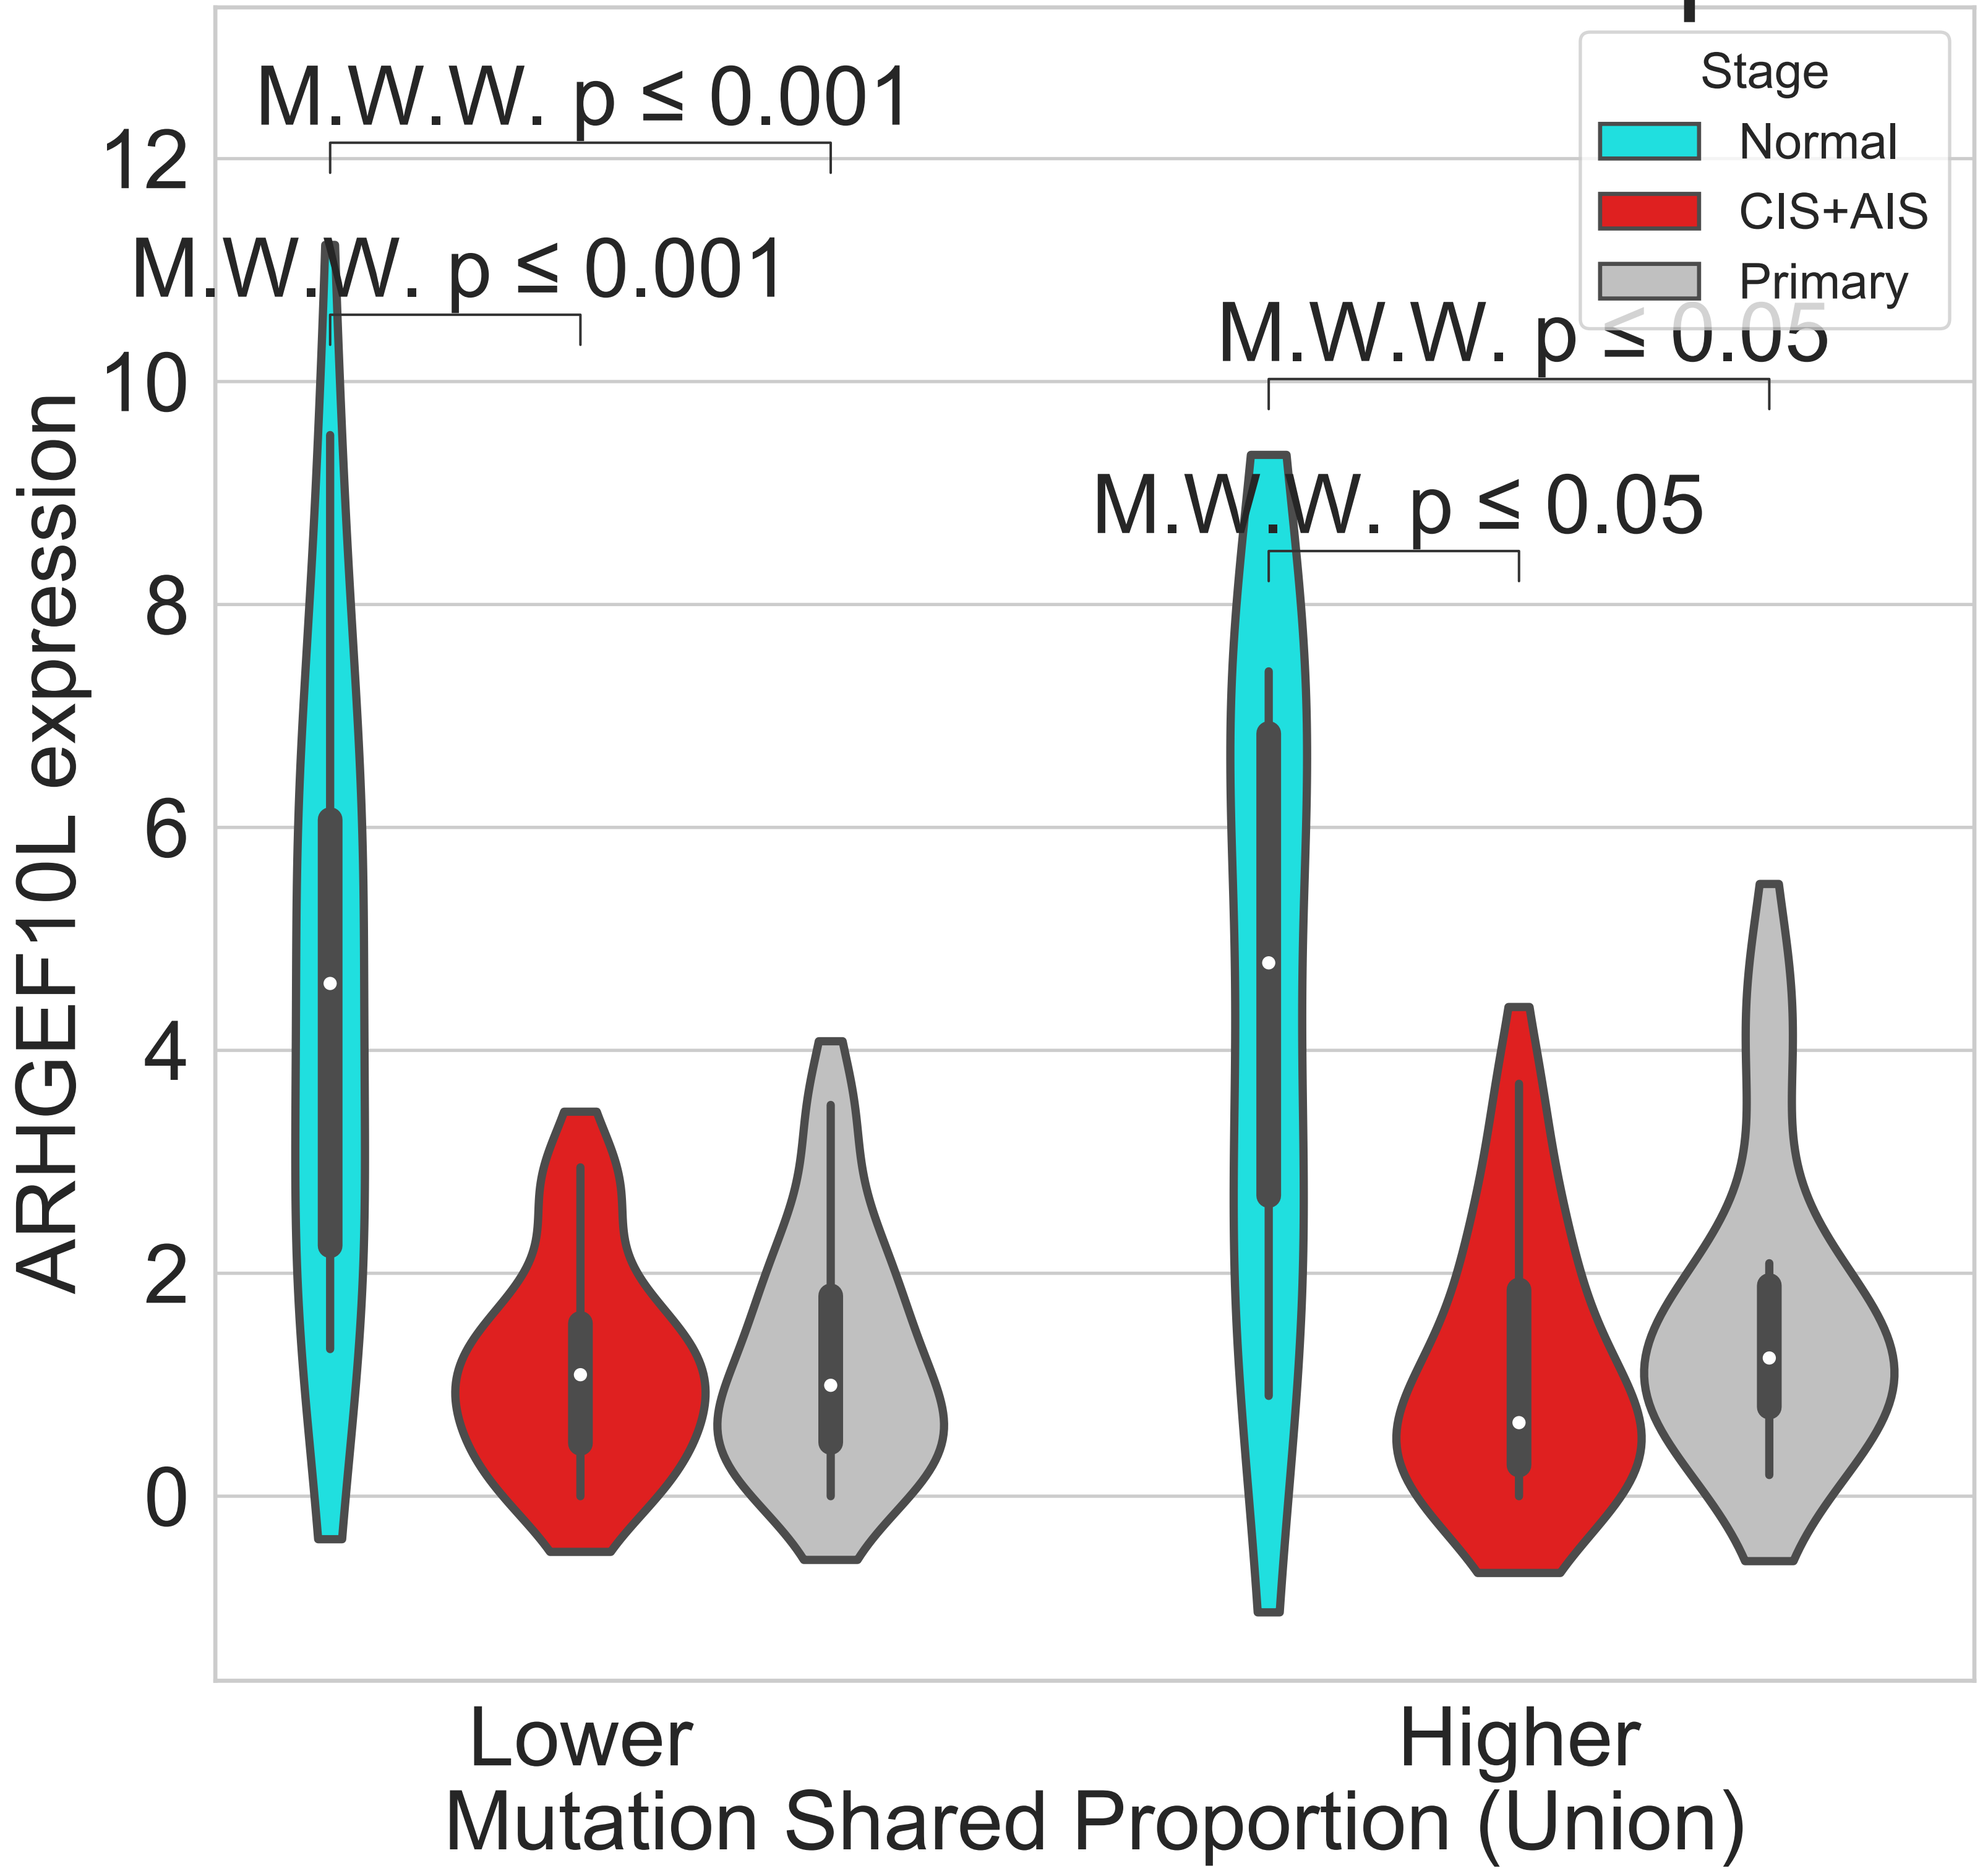 M.W.W. p ≤ 0.001
Stage
Normal
CIS+AIS
Primary
M.W.W. p ≤ 0.001
M.W.W. p ≤ 0.05
M.W.W. p ≤ 0.05
12
10
8
6
4
2
0
ARHGEF10L expression
Lower
Higher
Mutation Shared Proportion (Union)